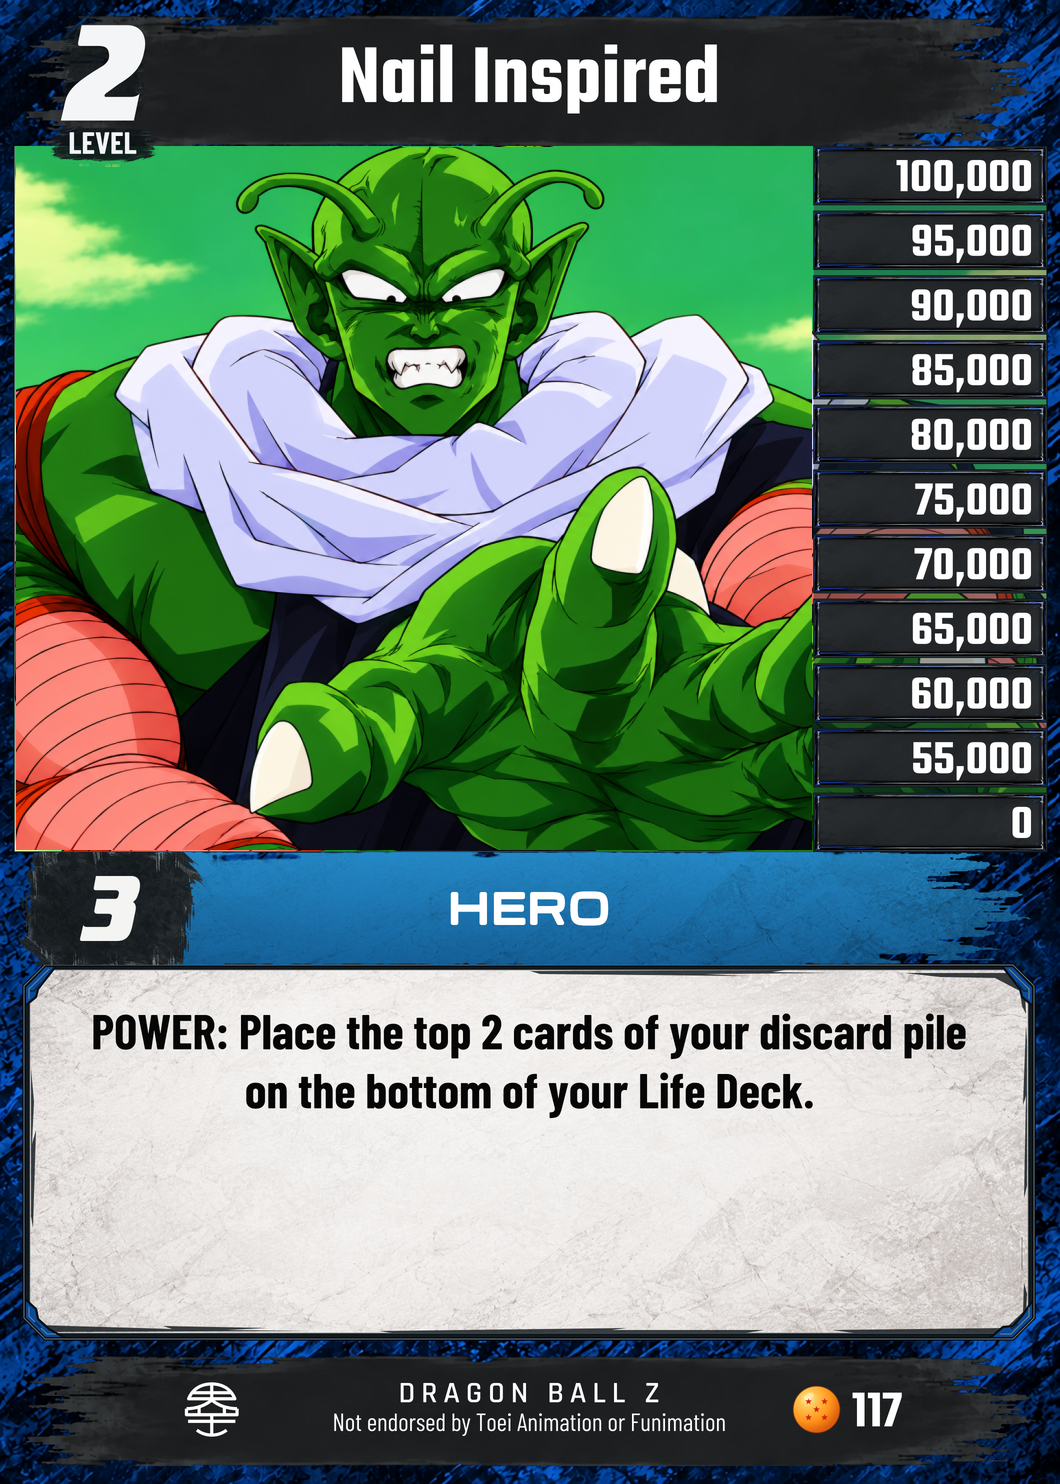 2
LEVEL
Nail Inspired
100,000
95,000
90,000
85,000
80,000
75,000
70,000
65,000
60,000
55,000
0
3
HERO
POWER: Place the top 2 cards of your discard pile
on the bottom of your Life Deck.
DRAGON BALL Z
Not endorsed by Toei Animation or Funimation
117